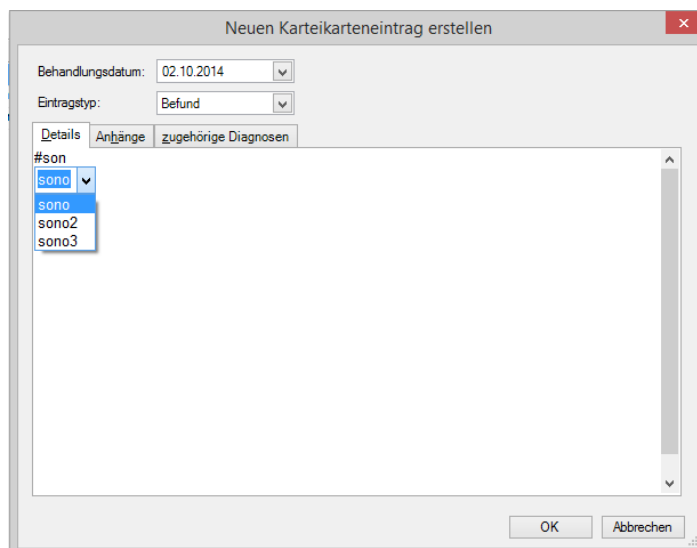 Neuen Karteikarteneintrag erstellen
Behandlungsdatum: 02.10.2014
Eintragstyp: Befund
Details Anhänge zugehörige Diagnosen
#son
sono
sono
sono2
sono3
OK Abbrechen